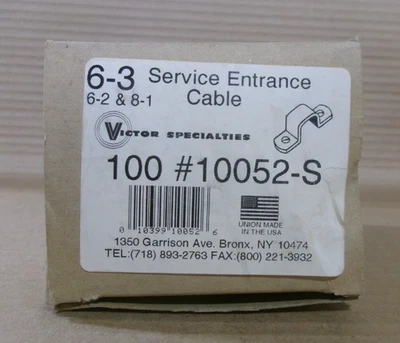 6-3 Service Entrance
6-2 & 8-1 Cable
VICTOR SPECIALTIES
100 #10052-S
0 10399 10052 6
UNION MADE
IN THE USA
1350 Garrison Ave. Bronx, NY 10474
TEL:(718) 893-2763 FAX:(800) 221-3932